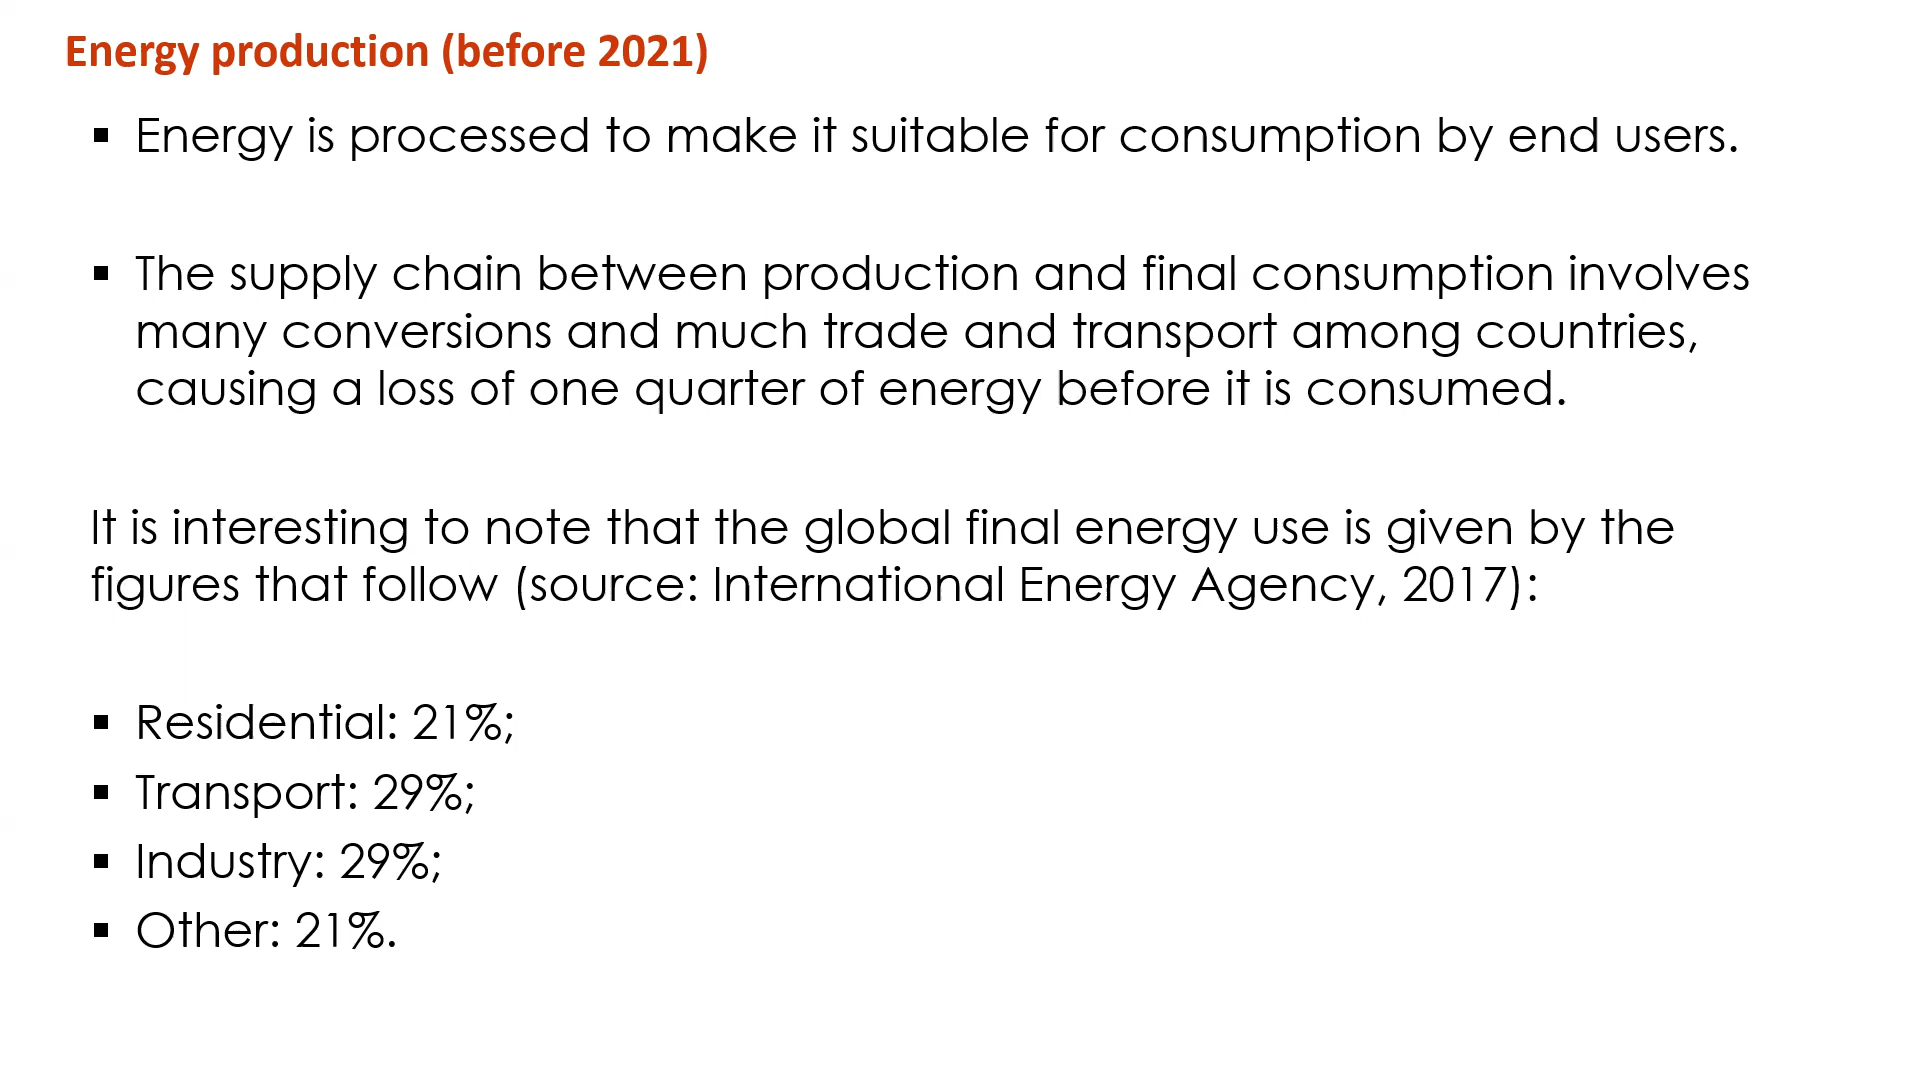 Energy production (before 2021)
▪ Energy is processed to make it suitable for consumption by end users.
▪ The supply chain between production and final consumption involves
many conversions and much trade and transport among countries,
causing a loss of one quarter of energy before it is consumed.
It is interesting to note that the global final energy use is given by the
figures that follow (source: International Energy Agency, 2017):
▪ Residential: 21%;
▪ Transport: 29%;
▪ Industry: 29%;
▪ Other: 21%.